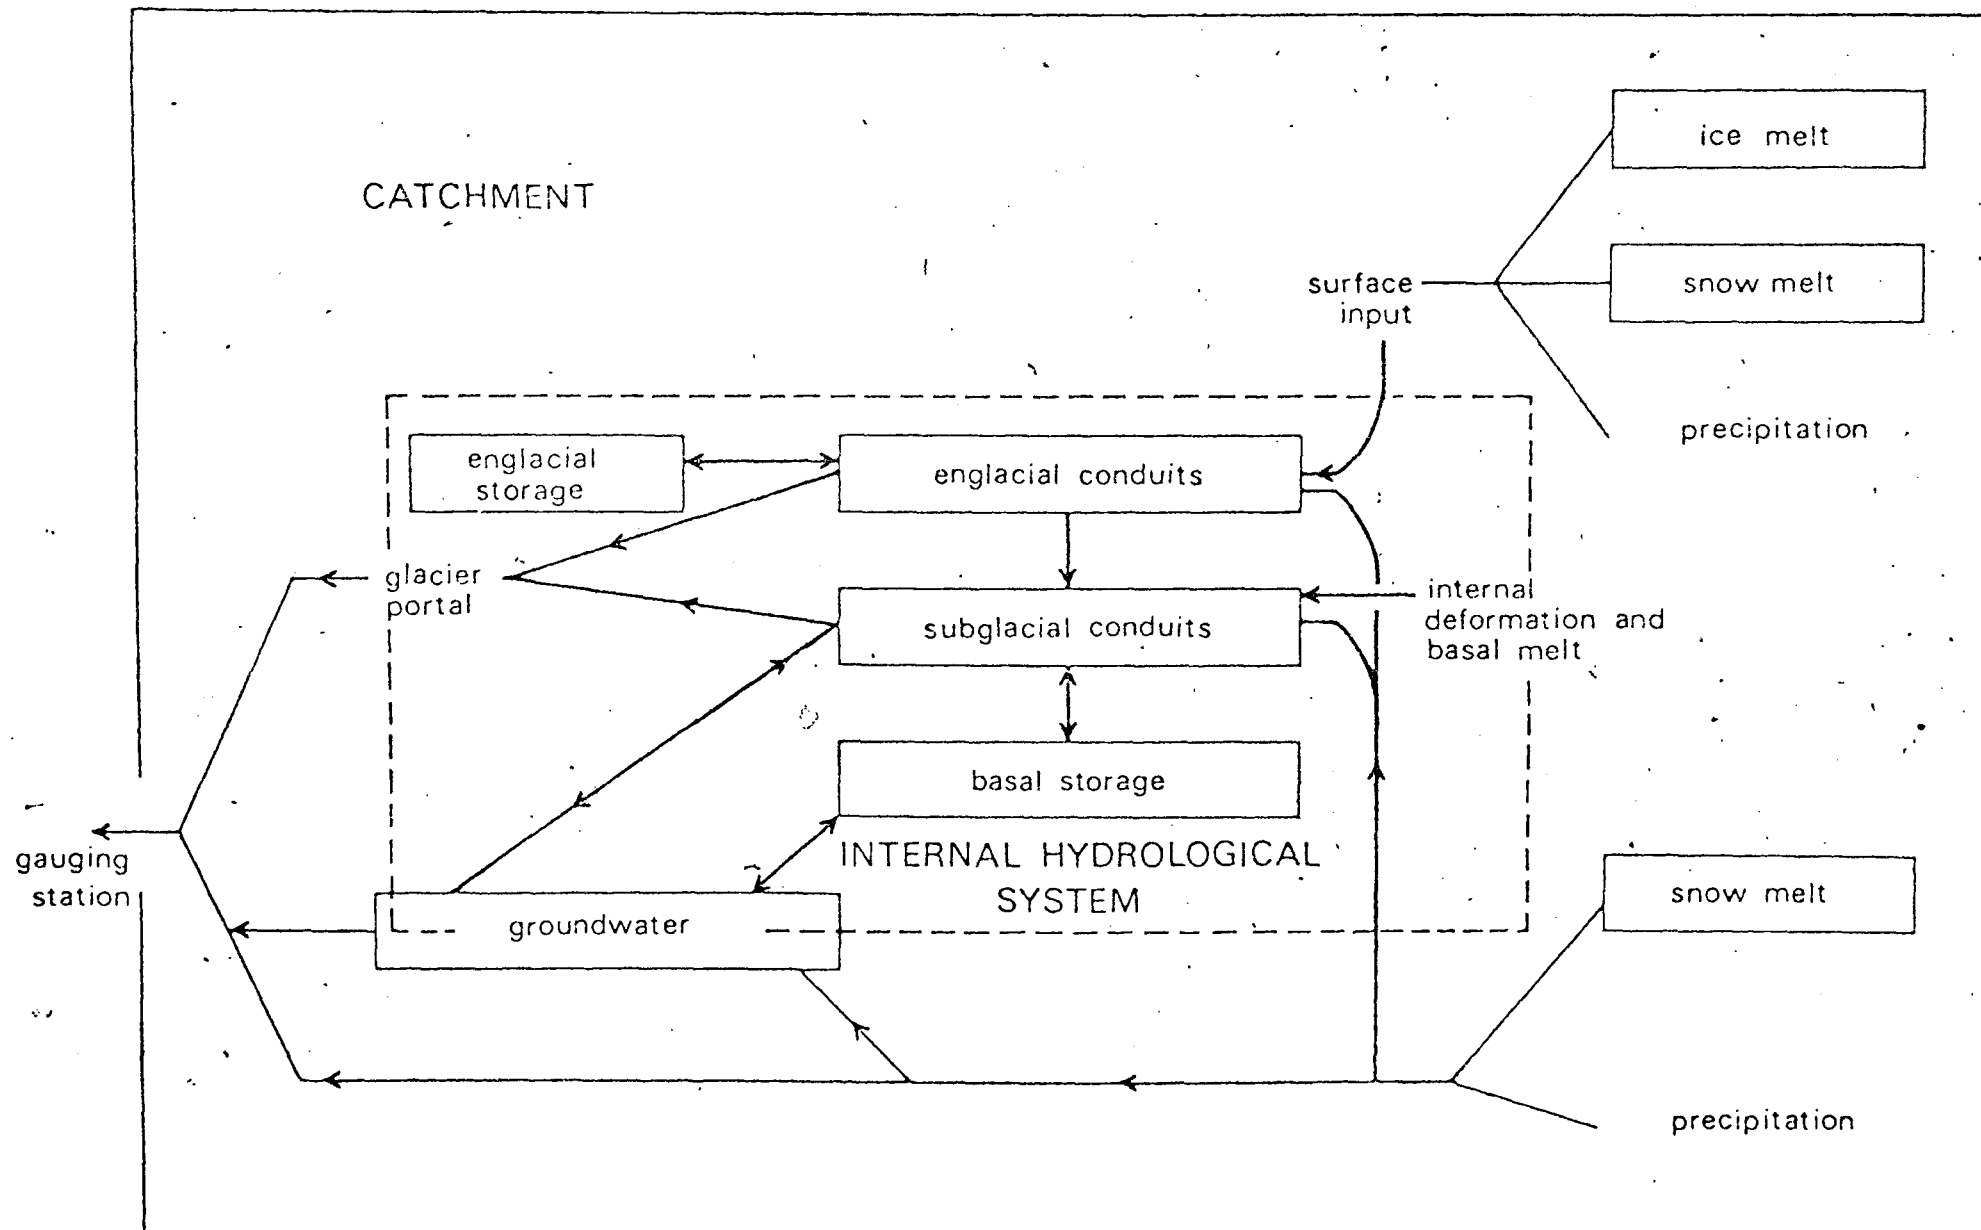 ice melt
CATCHMENT
snow melt
surface
input
precipitation
englacial
storage
englacial conduits
glacier
portal
internal
deformation and
basal melt
subglacial conduits
basal storage
gauging
station
INTERNAL HYDROLOGICAL
SYSTEM
snow melt
groundwater
precipitation